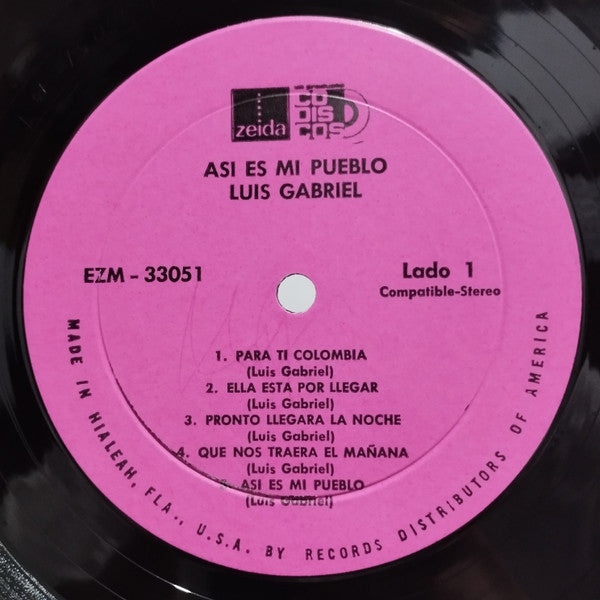 zeida
CO
DIS
COS
ASI ES MI PUEBLO
LUIS GABRIEL
EZM - 33051
Lado 1
Compatible-Stereo
1. PARA TI COLOMBIA
(Luis Gabriel)
2. ELLA ESTA POR LLEGAR
(Luis Gabriel)
3. PRONTO LLEGARA LA NOCHE
(Luis Gabriel)
4. QUE NOS TRAERA EL MAÑANA
(Luis Gabriel)
5. ASI ES MI PUEBLO
(Luis Gabriel)
MADE IN HIALEAH, FLA., U.S.A. BY RECORDS DISTRIBUTORS OF AMERICA